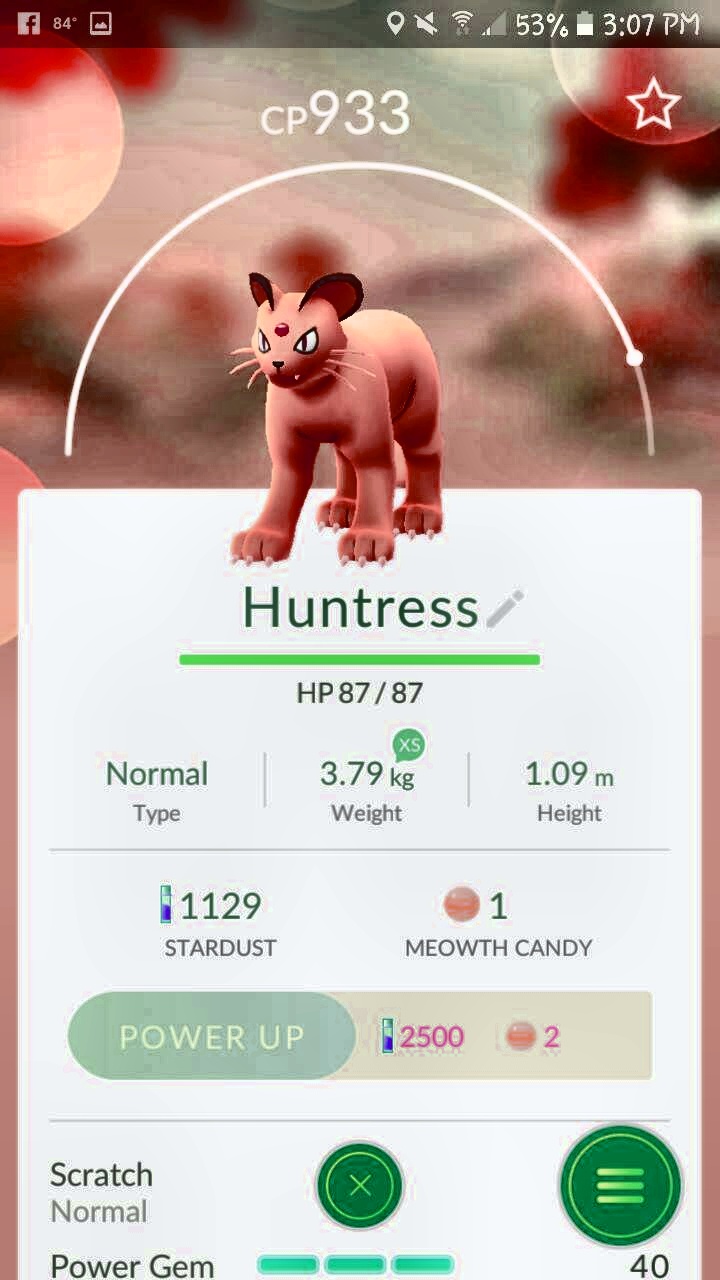 84° 53% 3:07 PM
CP933
Huntress
HP 87 / 87
XS
Normal 3.79 kg 1.09 m
Type Weight Height
1129 1
STARDUST MEOWTH CANDY
POWER UP 2500 2
Scratch
Normal
Power Gem 40